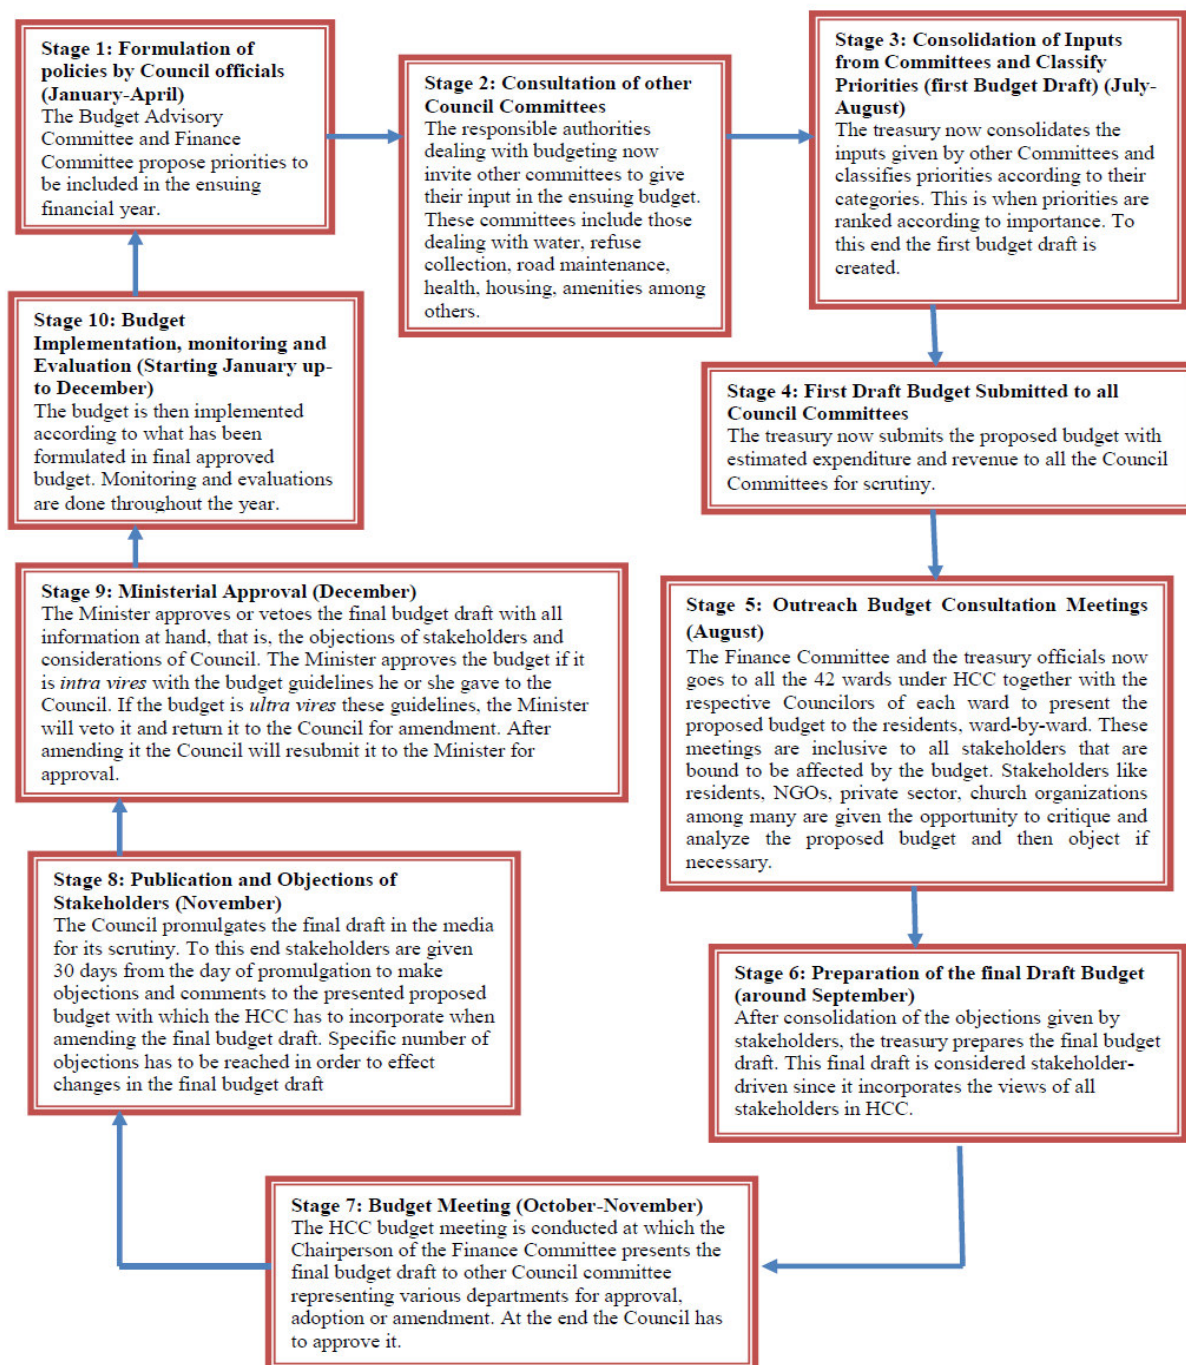 Stage 1: Formulation of
policies by Council officials
(January-April)
The Budget Advisory
Committee and Finance
Committee propose priorities to
be included in the ensuing
financial year.
Stage 2: Consultation of other
Council Committees
The responsible authorities
dealing with budgeting now
invite other committees to give
their input in the ensuing budget.
These committees include those
dealing with water, refuse
collection, road maintenance,
health, housing, amenities among
others.
Stage 3: Consolidation of Inputs
from Committees and Classify
Priorities (first Budget Draft) (July-
August)
The treasury now consolidates the
inputs given by other Committees and
classifies priorities according to their
categories. This is when priorities are
ranked according to importance. To
this end the first budget draft is
created.
Stage 4: First Draft Budget Submitted to all
Council Committees
The treasury now submits the proposed budget with
estimated expenditure and revenue to all the Council
Committees for scrutiny.
Stage 5: Outreach Budget Consultation Meetings
(August)
The Finance Committee and the treasury officials now
goes to all the 42 wards under HCC together with the
respective Councilors of each ward to present the
proposed budget to the residents, ward-by-ward. These
meetings are inclusive to all stakeholders that are
bound to be affected by the budget. Stakeholders like
residents, NGOs, private sector, church organizations
among many are given the opportunity to critique and
analyze the proposed budget and then object if
necessary.
Stage 6: Preparation of the final Draft Budget
(around September)
After consolidation of the objections given by
stakeholders, the treasury prepares the final budget
draft. This final draft is considered stakeholder-
driven since it incorporates the views of all
stakeholders in HCC.
Stage 7: Budget Meeting (October-November)
The HCC budget meeting is conducted at which the
Chairperson of the Finance Committee presents the
final budget draft to other Council committee
representing various departments for approval,
adoption or amendment. At the end the Council has
to approve it.
Stage 8: Publication and Objections of
Stakeholders (November)
The Council promulgates the final draft in the media
for its scrutiny. To this end stakeholders are given
30 days from the day of promulgation to make
objections and comments to the presented proposed
budget with which the HCC has to incorporate when
amending the final budget draft. Specific number of
objections has to be reached in order to effect
changes in the final budget draft
Stage 9: Ministerial Approval (December)
The Minister approves or vetoes the final budget draft with all
information at hand, that is, the objections of stakeholders and
considerations of Council. The Minister approves the budget if it
is intra vires with the budget guidelines he or she gave to the
Council. If the budget is ultra vires these guidelines, the Minister
will veto it and return it to the Council for amendment. After
amending it the Council will resubmit it to the Minister for
approval.
Stage 10: Budget
Implementation, monitoring and
Evaluation (Starting January up-
to December)
The budget is then implemented
according to what has been
formulated in final approved
budget. Monitoring and evaluations
are done throughout the year.